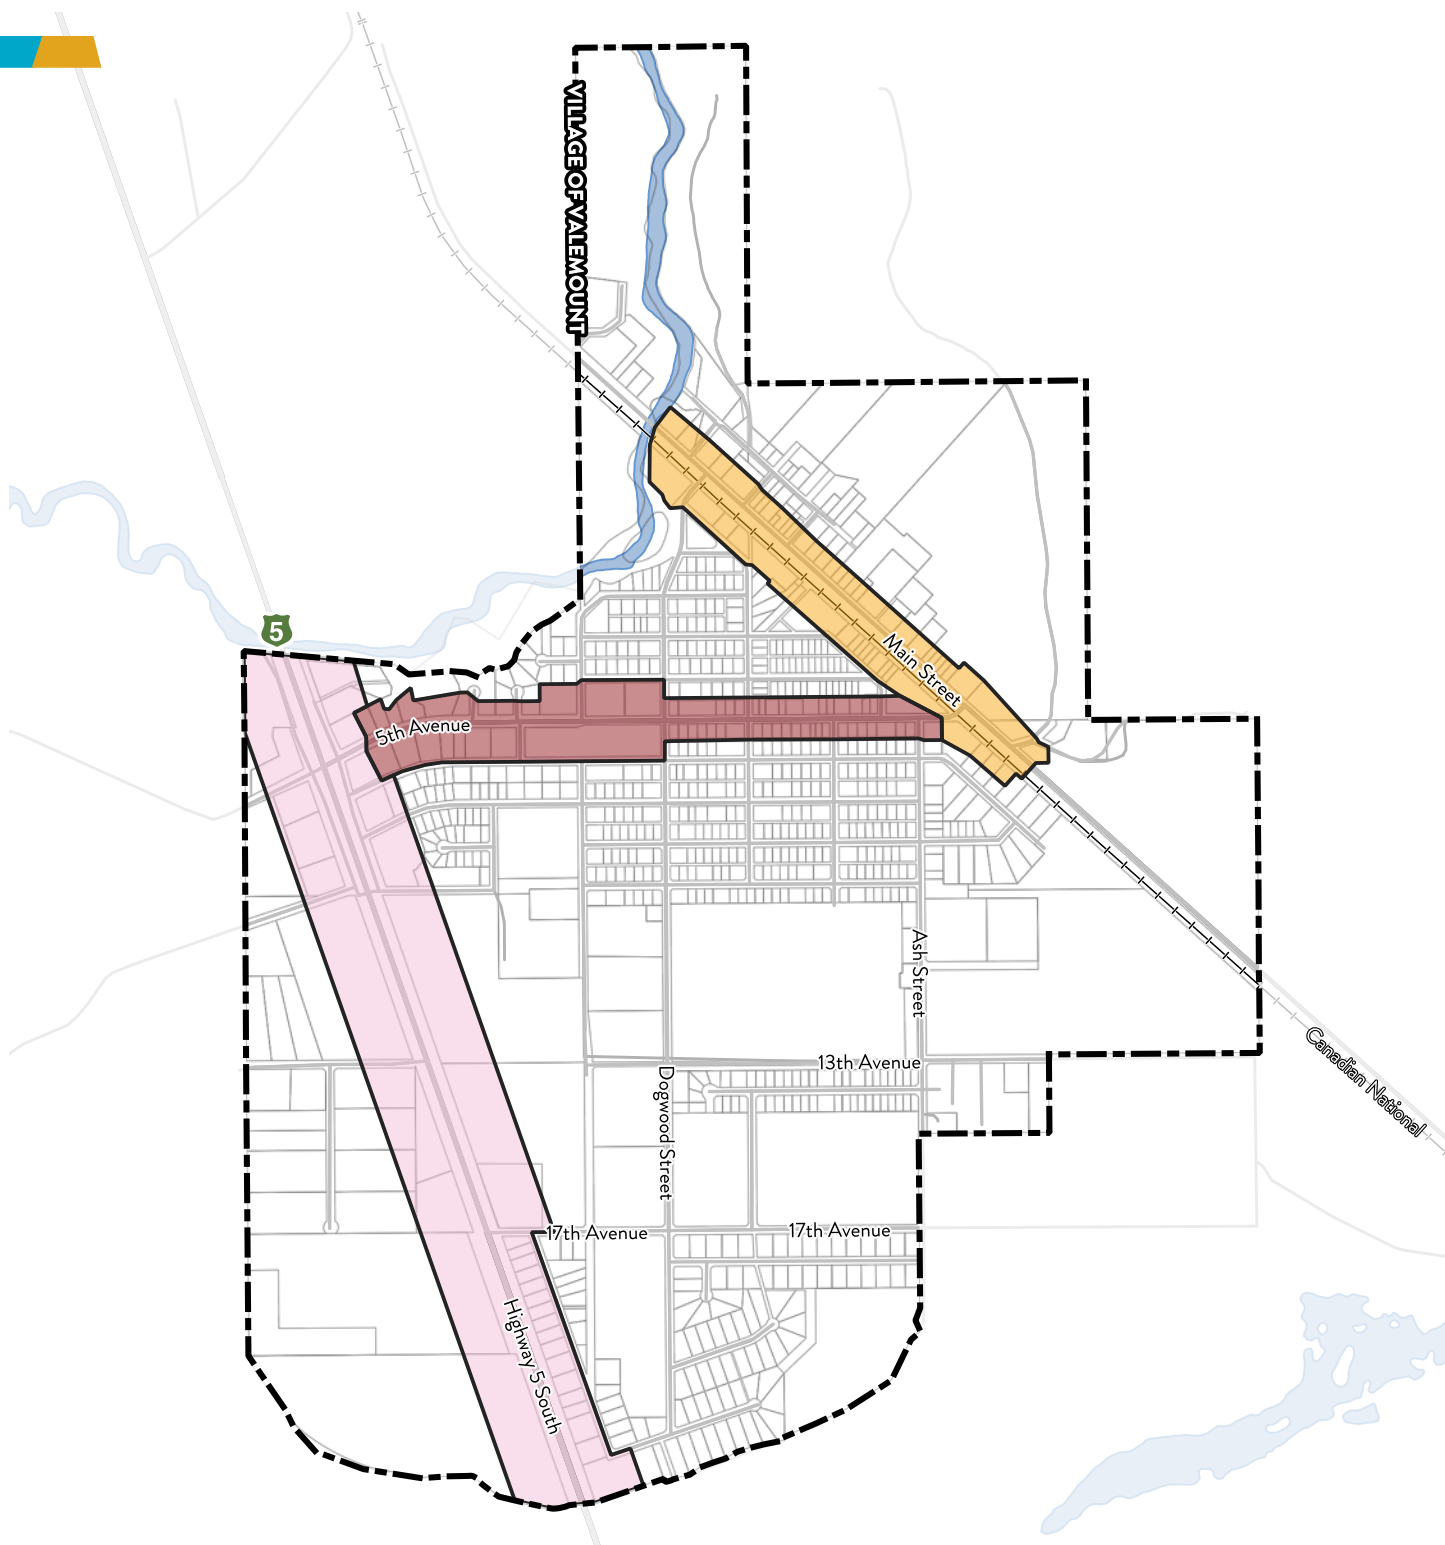 VILLAGE OF VALEMOUNT
5
Main Street
5th Avenue
Ash Street
Canadian National
13th Avenue
Dogwood Street
17th Avenue
17th Avenue
Highway 5 South